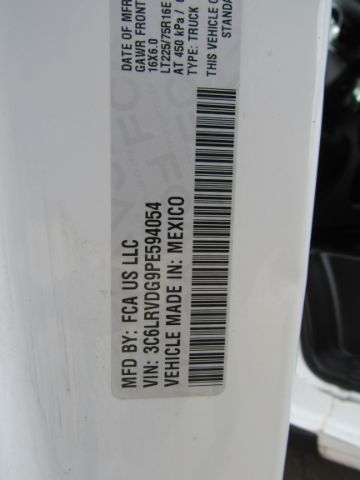 MFD BY: FCA US LLC
VIN: 3C6LRVDG9PE594054
VEHICLE MADE IN: MEXICO
DATE OF MFR
GAWR FRONT
16X6.0
LT225/75R16E
AT 450 kPa /
TYPE: TRUCK
THIS VEHICLE
STANDA